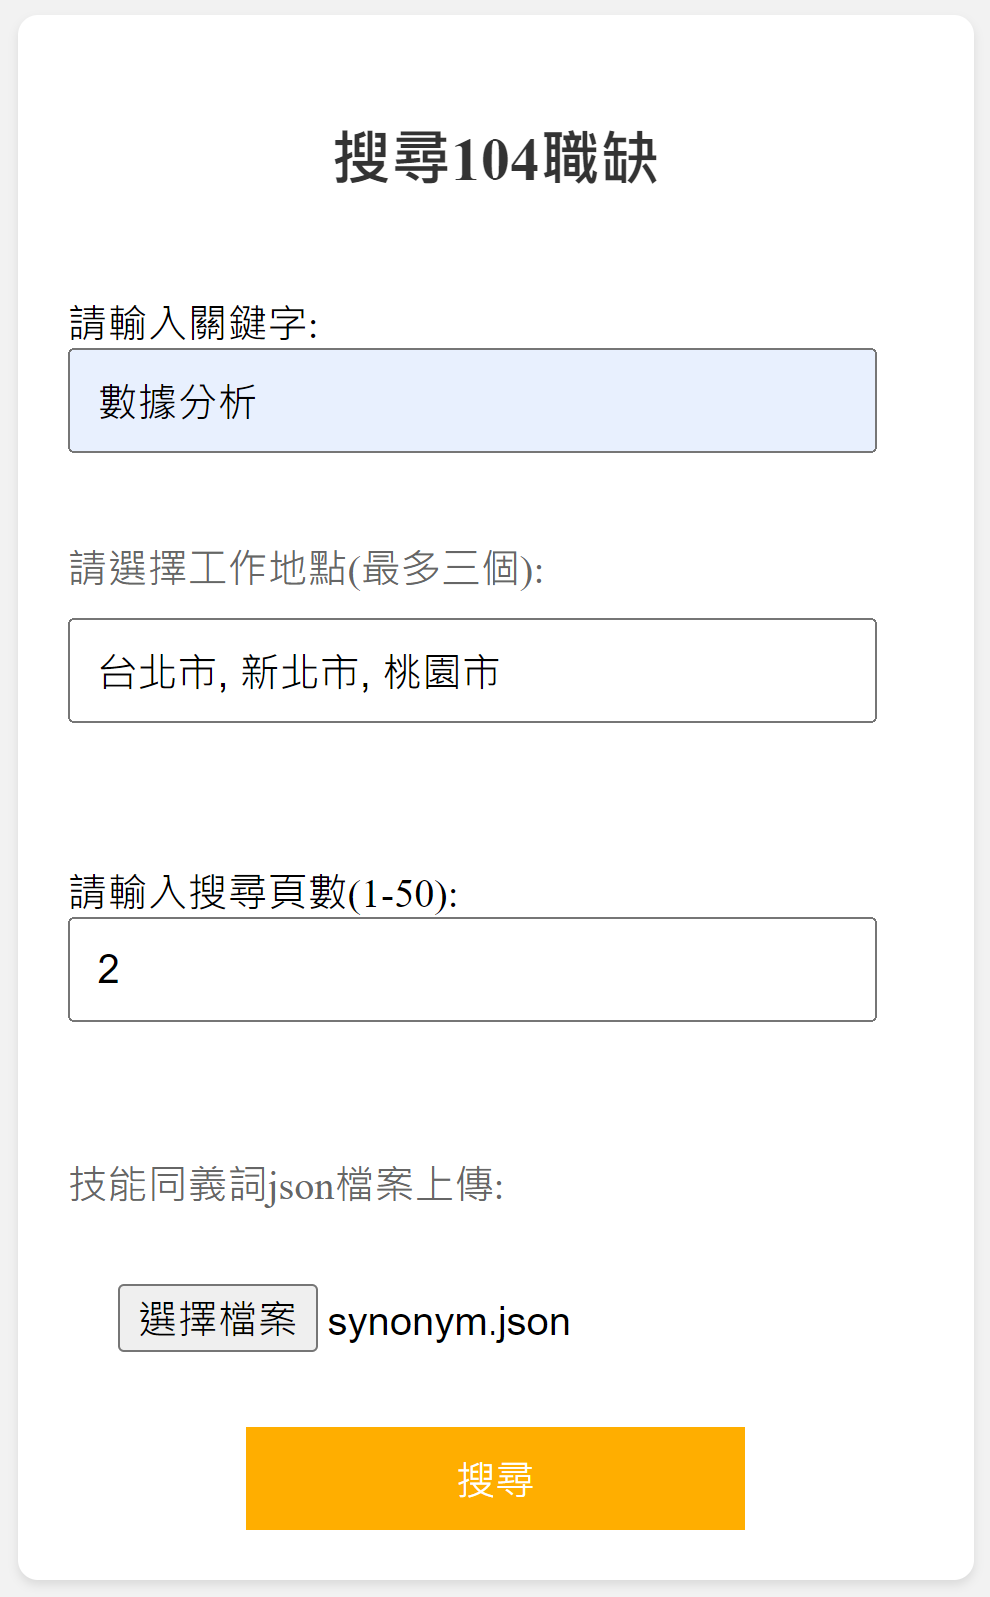 搜尋104職缺
請輸入關鍵字:
數據分析
請選擇工作地點(最多三個):
台北市, 新北市, 桃園市
請輸入搜尋頁數(1-50):
2
技能同義詞json檔案上傳:
選擇檔案 synonym.json
搜尋